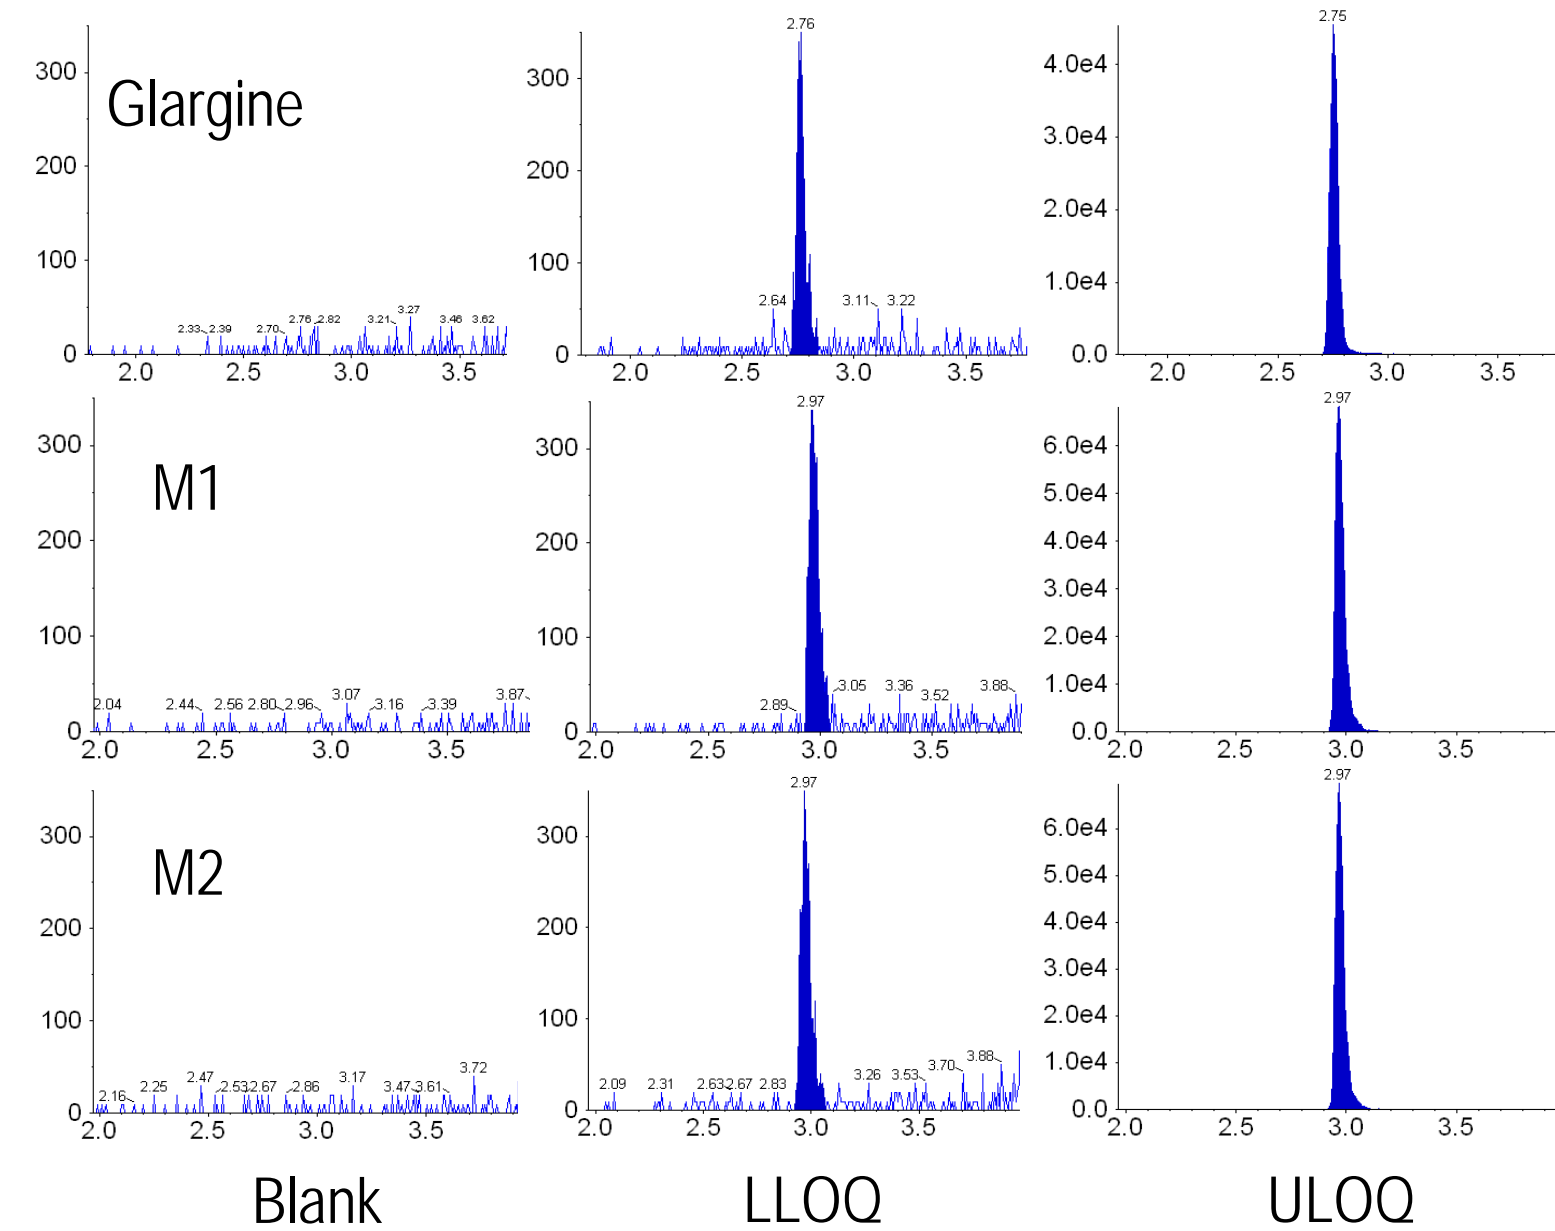 Glargine
300
200
100
0
2.33 2.39 2.70 2.76 2.82 3.21 3.27 3.46 3.62
2.0 2.5 3.0 3.5
2.76
300
200
100
0
2.64 3.11 3.22
2.0 2.5 3.0 3.5
2.75
4.0e4
3.0e4
2.0e4
1.0e4
0.0
2.0 2.5 3.0 3.5
M1
300
200
100
0
2.04 2.44 2.56 2.80 2.96 3.07 3.16 3.39 3.87
2.0 2.5 3.0 3.5
2.97
300
200
100
0
2.89 3.05 3.36 3.52 3.88
2.0 2.5 3.0 3.5
2.97
6.0e4
5.0e4
4.0e4
3.0e4
2.0e4
1.0e4
0.0
2.0 2.5 3.0 3.5
M2
300
200
100
0
2.16 2.25 2.47 2.53 2.67 2.86 3.17 3.47 3.61 3.72
2.0 2.5 3.0 3.5
2.97
300
200
100
0
2.09 2.31 2.63 2.67 2.83 3.26 3.53 3.70 3.88
2.0 2.5 3.0 3.5
2.97
6.0e4
5.0e4
4.0e4
3.0e4
2.0e4
1.0e4
0.0
2.0 2.5 3.0 3.5
Blank LLOQ ULOQ